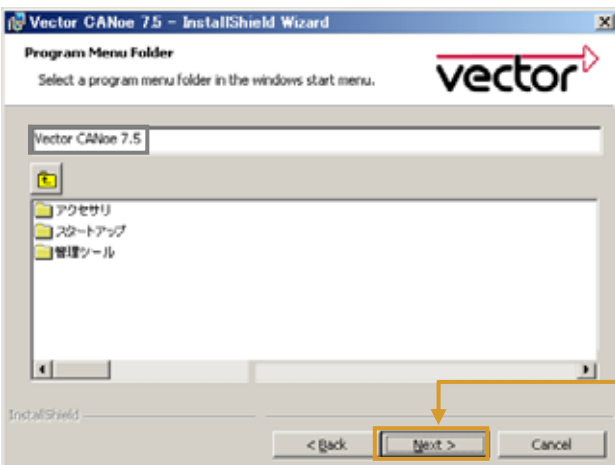 Vector CANoe 7.5 - InstallShield Wizard
Program Menu Folder
Select a program menu folder in the windows start menu.
vector
Vector CANoe 7.5
アクセサリ
スタートアップ
管理ツール
InstallShield
< Back
Next >
Cancel